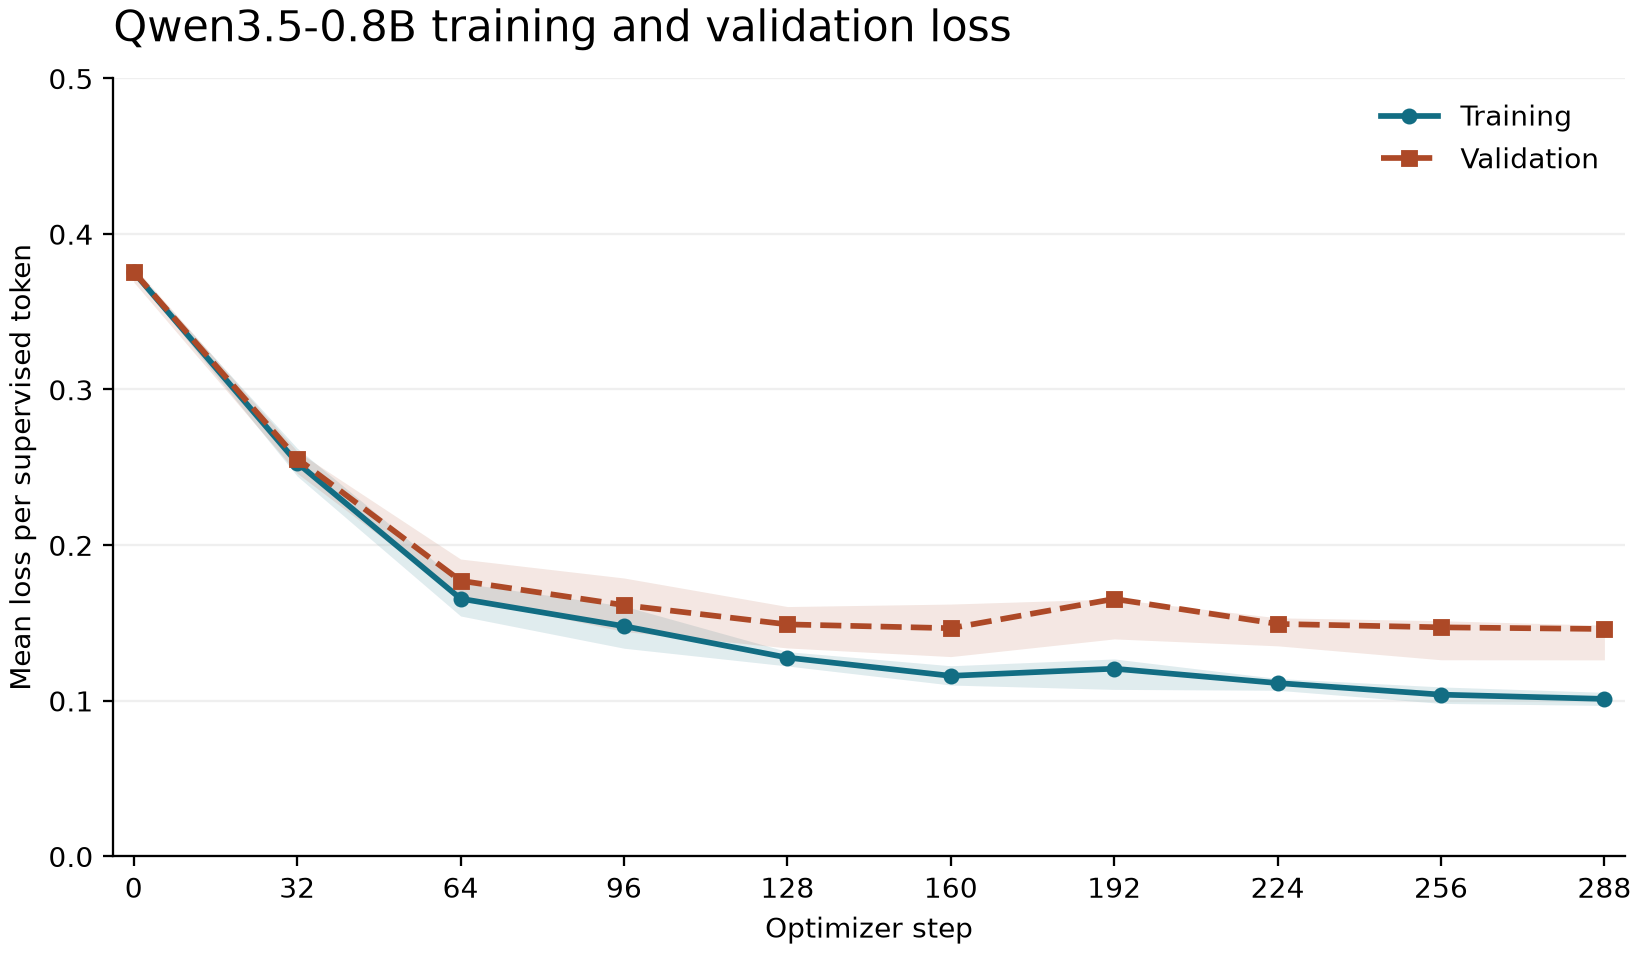 Qwen3.5-0.8B training and validation loss
0.5
0.4
0.3
0.2
0.1
0.0
Mean loss per supervised token
Training
Validation
0 32 64 96 128 160 192 224 256 288
Optimizer step